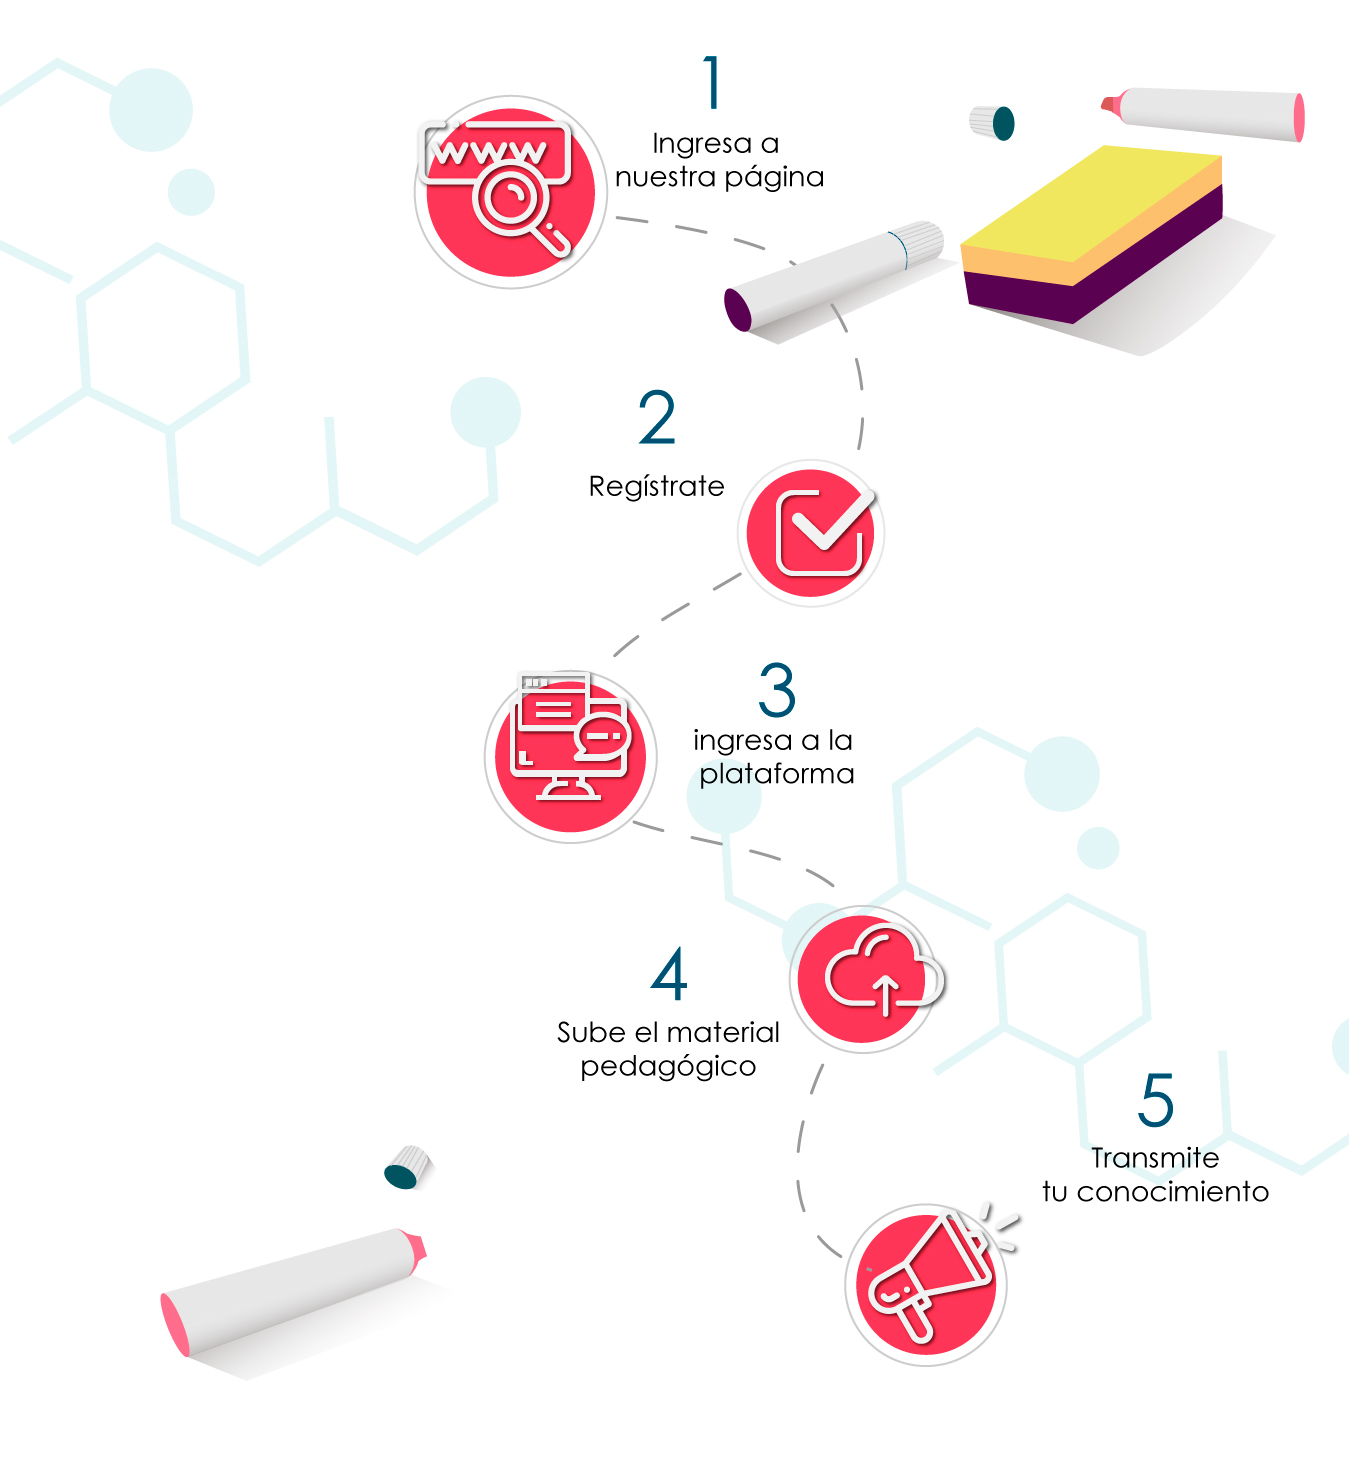 1
Ingresa a
nuestra página
www
2
Regístrate
3
ingresa a la
plataforma
4
Sube el material
pedagógico
5
Transmite
tu conocimiento